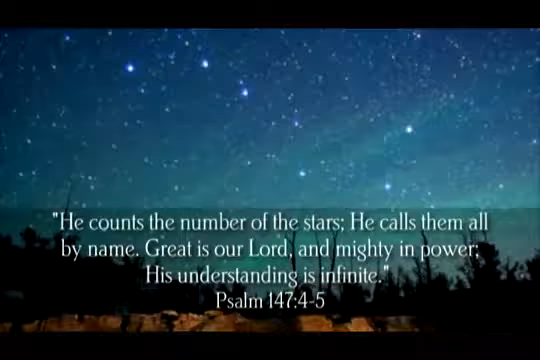 "He counts the number of the stars; He calls them all
by name. Great is our Lord, and mighty in power;
His understanding is infinite."
Psalm 147:4-5